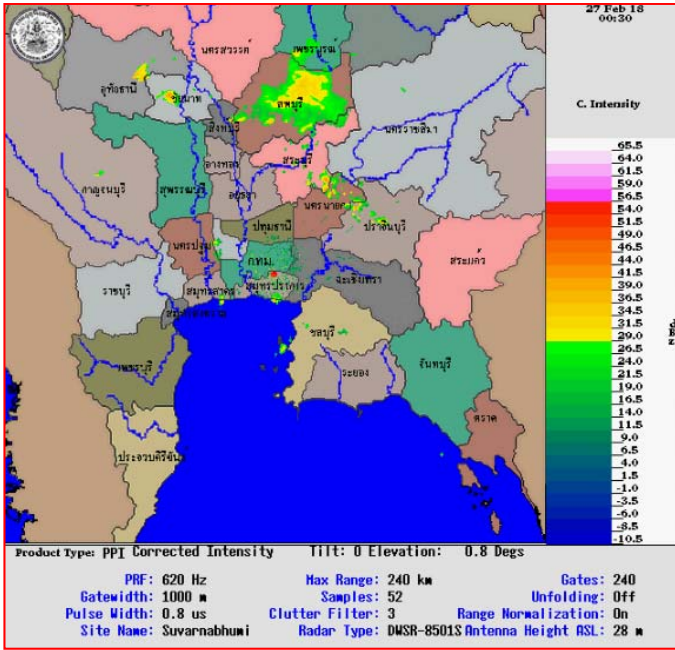 27 Feb 18
00:30
C. Intensity
65.5
64.0
61.5
59.0
56.5
54.0
51.5
49.0
46.5
44.0
41.5
39.0
36.5
34.0
31.5
29.0
26.5
24.0
21.5
19.0
16.5
14.0
11.5
9.0
6.5
4.0
1.5
-1.0
-3.5
-6.0
-8.5
-10.5
นครสวรรค์
เพชรบูรณ์
อุทัยธานี
ชัยนาท
ลพบุรี
สิงห์บุรี
นครราชสีมา
อ่างทอง
สระบุรี
กาญจนบุรี
สุพรรณบุรี
อยุธยา
นครนายก
ปราจีนบุรี
ปทุมธานี
นครปฐม
กทม.
สระแก้ว
ราชบุรี
สมุทรสาคร
สมุทรปราการ
ฉะเชิงเทรา
สมุทรสงคราม
ชลบุรี
เพชรบุรี
ระยอง
จันทบุรี
ตราด
ประจวบคีรีขันธ์
Product Type: PPI Corrected Intensity Tilt: 0 Elevation: 0.8 Degs
PRF: 620 Hz Max Range: 240 km Gates: 240
Gatewidth: 1000 m Samples: 52 Unfolding: Off
Pulse Width: 0.8 us Clutter Filter: 3 Range Normalization: On
Site Name: Suvarnabhumi Radar Type: DWSR-8501S Antenna Height ASL: 28 m